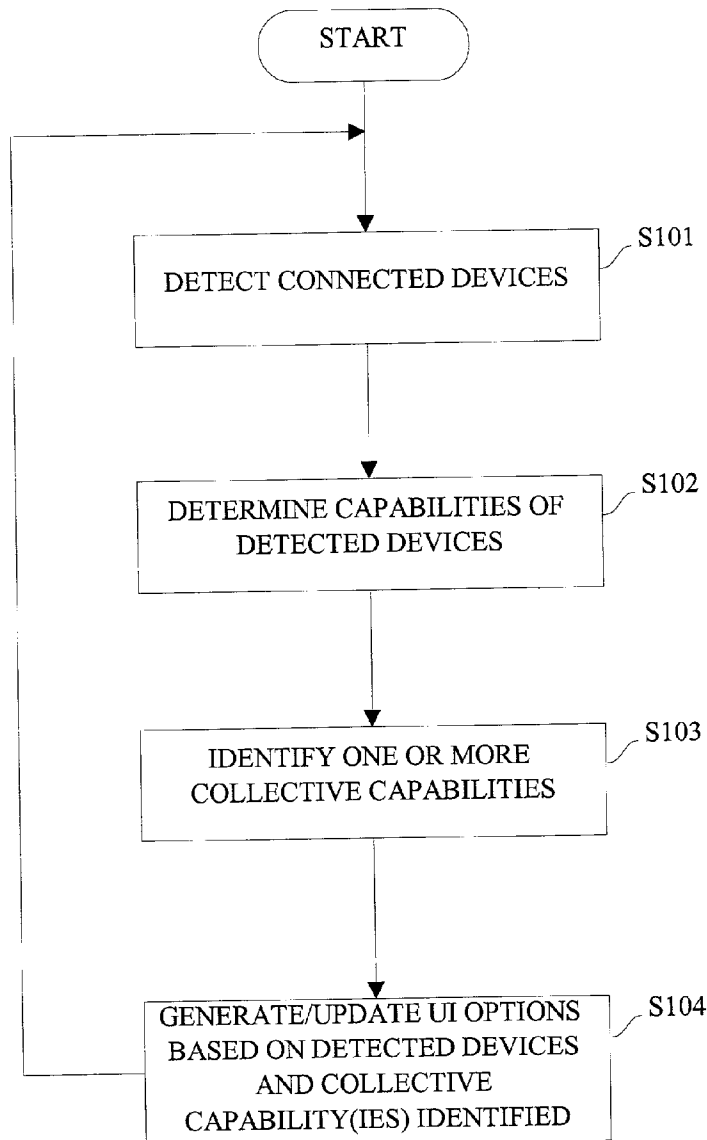 START
S101
DETECT CONNECTED DEVICES
S102
DETERMINE CAPABILITIES OF
DETECTED DEVICES
S103
IDENTIFY ONE OR MORE
COLLECTIVE CAPABILITIES
S104
GENERATE/UPDATE UI OPTIONS
BASED ON DETECTED DEVICES
AND COLLECTIVE
CAPABILITY(IES) IDENTIFIED